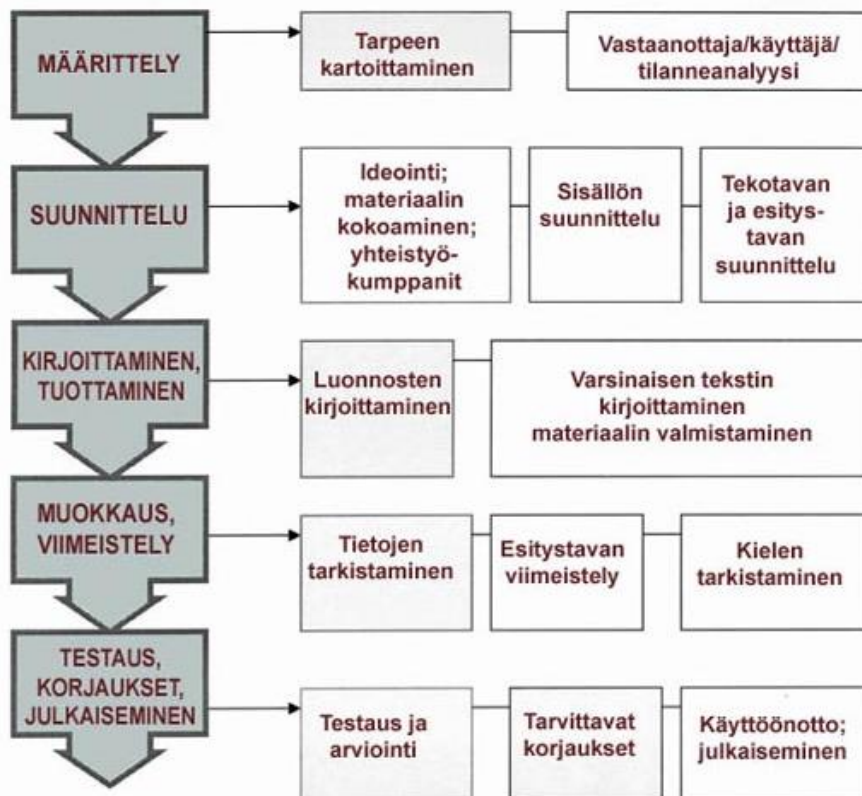 MÄÄRITTELY
Tarpeen
kartoittaminen
Vastaanottaja/käyttäjä/
tilanneanalyysi
SUUNNITTELU
Ideointi;
materiaalin
kokoaminen;
yhteistyö-
kumppanit
Sisällön
suunnittelu
Tekotavan
ja esitys-
tavan
suunnittelu
KIRJOITTAMINEN,
TUOTTAMINEN
Luonnosten
kirjoittaminen
Varsinaisen tekstin
kirjoittaminen
materiaalin valmistaminen
MUOKKAUS,
VIIMEISTELY
Tietojen
tarkistaminen
Esitystavan
viimeistely
Kielen
tarkistaminen
TESTAUS,
KORJAUKSET,
JULKAISEMINEN
Testaus ja
arviointi
Tarvittavat
korjaukset
Käyttöönotto;
julkaiseminen